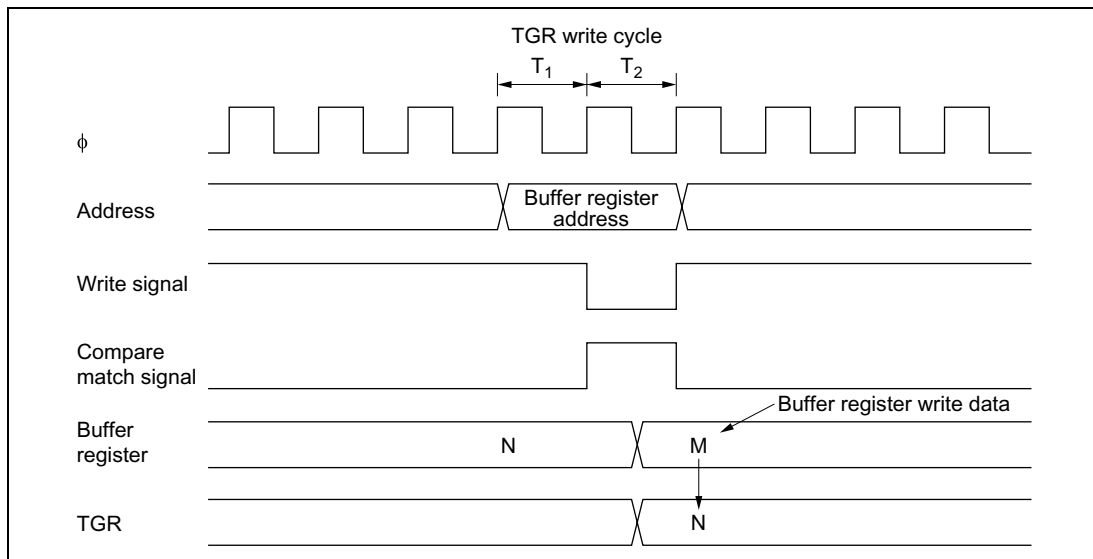 TGR write cycle
T1 T2
ϕ
Address
Buffer register
address
Write signal
Compare
match signal
Buffer register write data
Buffer
register
N M
TGR
N